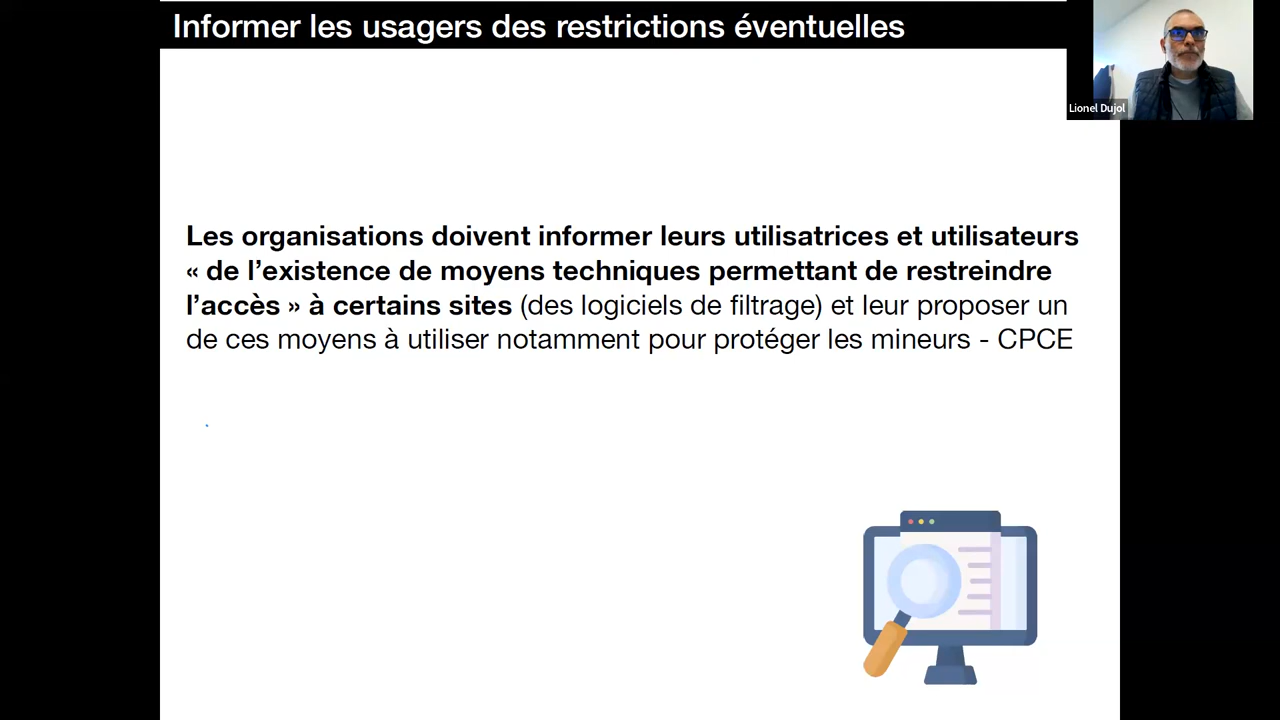 Informer les usagers des restrictions éventuelles
Lionel Dujol
Les organisations doivent informer leurs utilisatrices et utilisateurs
« de l’existence de moyens techniques permettant de restreindre
l’accès » à certains sites (des logiciels de filtrage) et leur proposer un
de ces moyens à utiliser notamment pour protéger les mineurs - CPCE